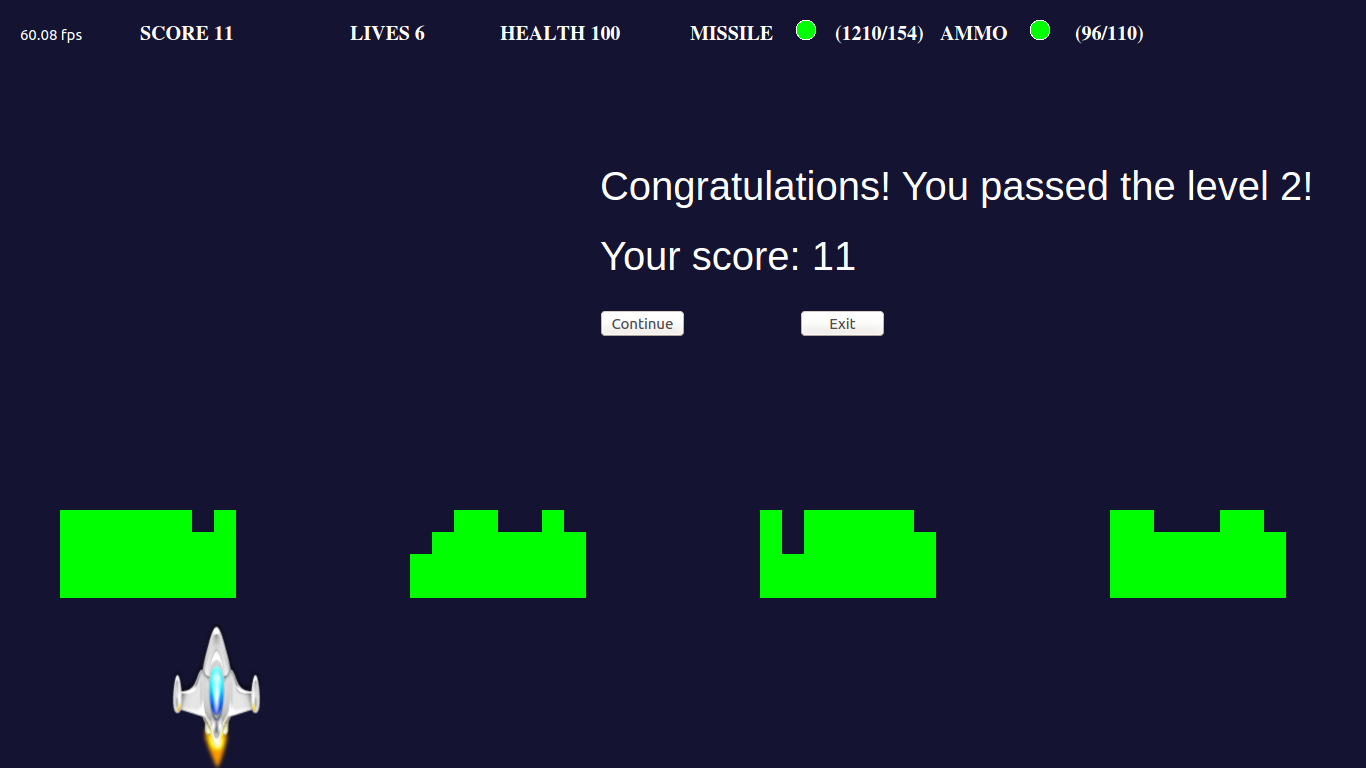 60.08 fps SCORE 11 LIVES 6 HEALTH 100 MISSILE (1210/154) AMMO (96/110)
Congratulations! You passed the level 2!
Your score: 11
Continue Exit